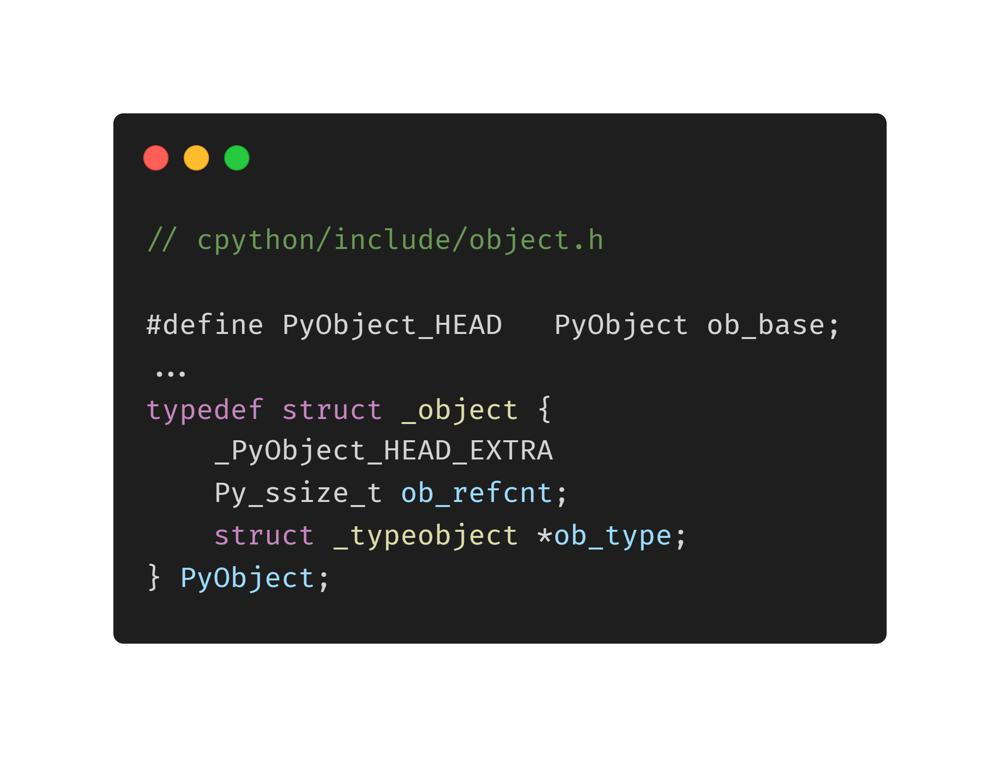 // cpython/include/object.h
#define PyObject_HEAD   PyObject ob_base;
...
typedef struct _object {
    _PyObject_HEAD_EXTRA
    Py_ssize_t ob_refcnt;
    struct _typeobject *ob_type;
} PyObject;